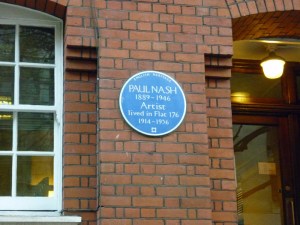 PAUL NASH
1889-1946
Artist
lived in Flat 176
1914-1936